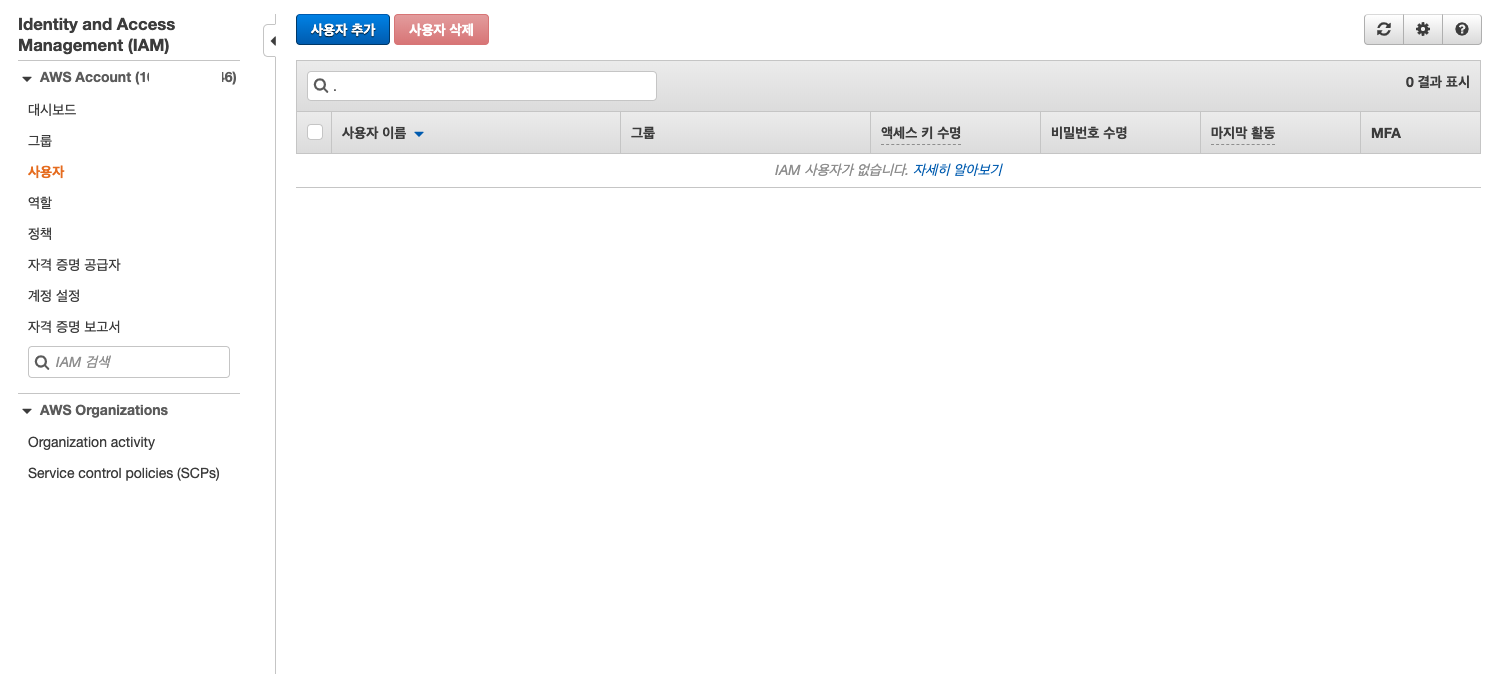 Identity and Access
Management (IAM)
AWS Account (10 46)
대시보드
그룹
사용자
역할
정책
자격 증명 공급자
계정 설정
자격 증명 보고서
IAM 검색
AWS Organizations
Organization activity
Service control policies (SCPs)
사용자 추가 사용자 삭제
.
0 결과 표시
사용자 이름 그룹 액세스 키 수명 비밀번호 수명 마지막 활동 MFA
IAM 사용자가 없습니다. 자세히 알아보기